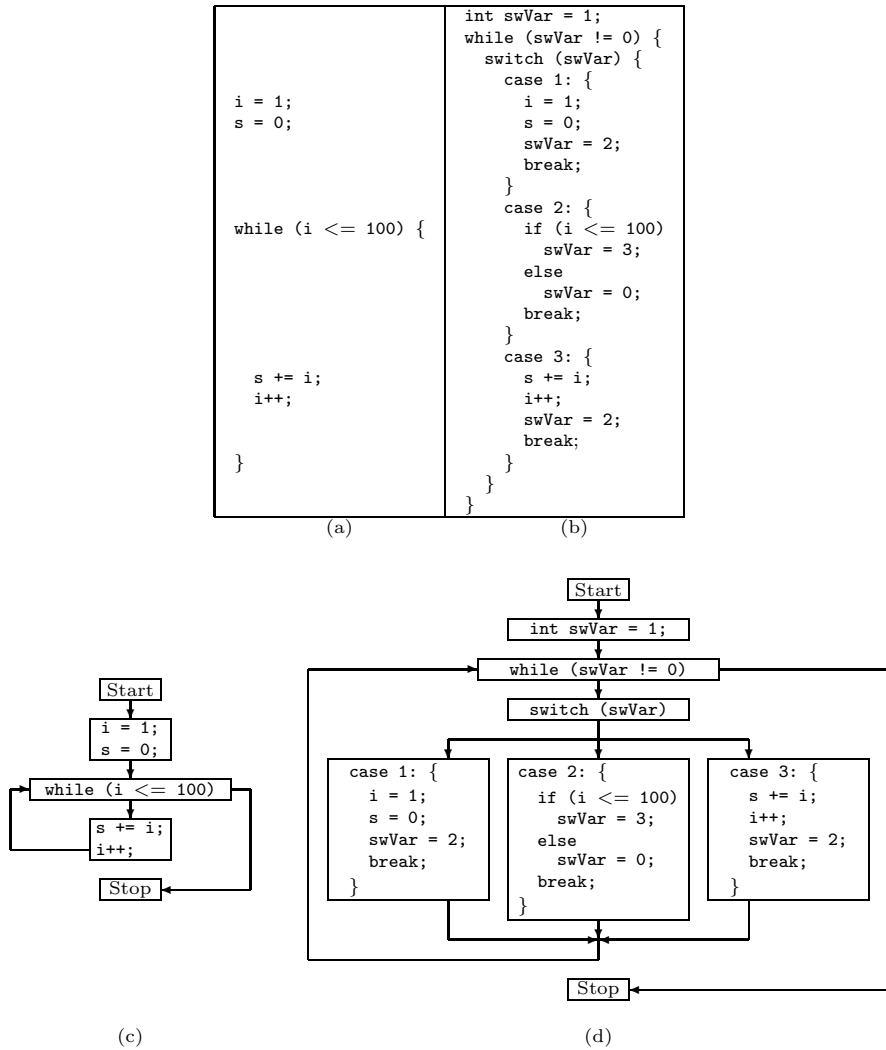 i = 1;
s = 0;
while (i <= 100) {
s += i;
i++;
}
(a)
int swVar = 1;
while (swVar != 0) {
switch (swVar) {
case 1: {
i = 1;
s = 0;
swVar = 2;
break;
}
case 2: {
if (i <= 100)
swVar = 3;
else
swVar = 0;
break;
}
case 3: {
s += i;
i++;
swVar = 2;
break;
}
}
}
(b)
Start
i = 1;
s = 0;
while (i <= 100)
s += i;
i++;
Stop
(c)
Start
int swVar = 1;
while (swVar != 0)
switch (swVar)
case 1: {
i = 1;
s = 0;
swVar = 2;
break;
}
case 2: {
if (i <= 100)
swVar = 3;
else
swVar = 0;
break;
}
case 3: {
s += i;
i++;
swVar = 2;
break;
}
Stop
(d)